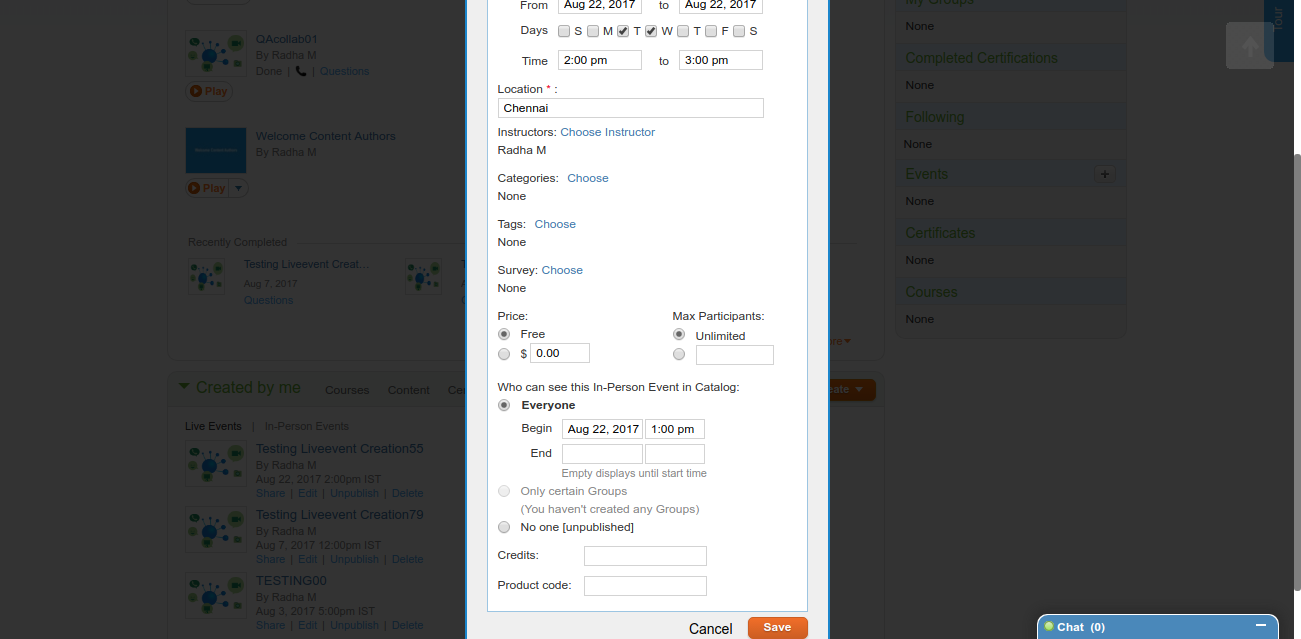 QAcollab01
By Radha M
Done | | Questions
Play
Welcome Content Authors
By Radha M
Play
Recently Completed
Testing Liveevent Creat...
Aug 7, 2017
Questions
Created by me Courses Content Ce
Live Events | In-Person Events
Testing Liveevent Creation55
By Radha M
Aug 22, 2017 2:00pm IST
Share | Edit | Unpublish | Delete
Testing Liveevent Creation79
By Radha M
Aug 7, 2017 12:00pm IST
Share | Edit | Unpublish | Delete
TESTING00
By Radha M
Aug 3, 2017 5:00pm IST
Share | Edit | Unpublish | Delete
From Aug 22, 2017 to Aug 22, 2017
Days S M T W T F S
Time 2:00 pm to 3:00 pm
Location * :
Chennai
Instructors: Choose Instructor
Radha M
Categories: Choose
None
Tags: Choose
None
Survey: Choose
None
Price: Max Participants:
Free Unlimited
$ 0.00
Who can see this In-Person Event in Catalog:
Everyone
Begin Aug 22, 2017 1:00 pm
End
Empty displays until start time
Only certain Groups
(You haven't created any Groups)
No one [unpublished]
Credits:
Product code:
Cancel Save
My Groups
None
Completed Certifications
None
Following
None
Events +
None
Certificates
None
Courses
None
Tour
Chat (0)